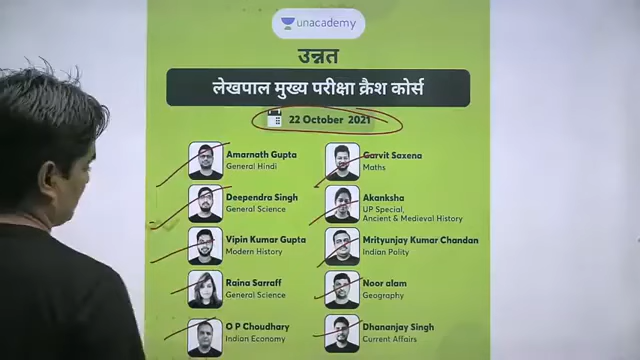 unacademy
उन्नत
लेखपाल मुख्य परीक्षा क्रैश कोर्स
22 October 2021
Amarnath Gupta
General Hindi
Garvit Saxena
Maths
Deependra Singh
General Science
Akanksha
UP Special,
Ancient & Medieval History
Vipin Kumar Gupta
Modern History
Mrityunjay Kumar Chandan
Indian Polity
Raina Sarraff
General Science
Noor alam
Geography
O P Choudhary
Indian Economy
Dhananjay Singh
Current Affairs